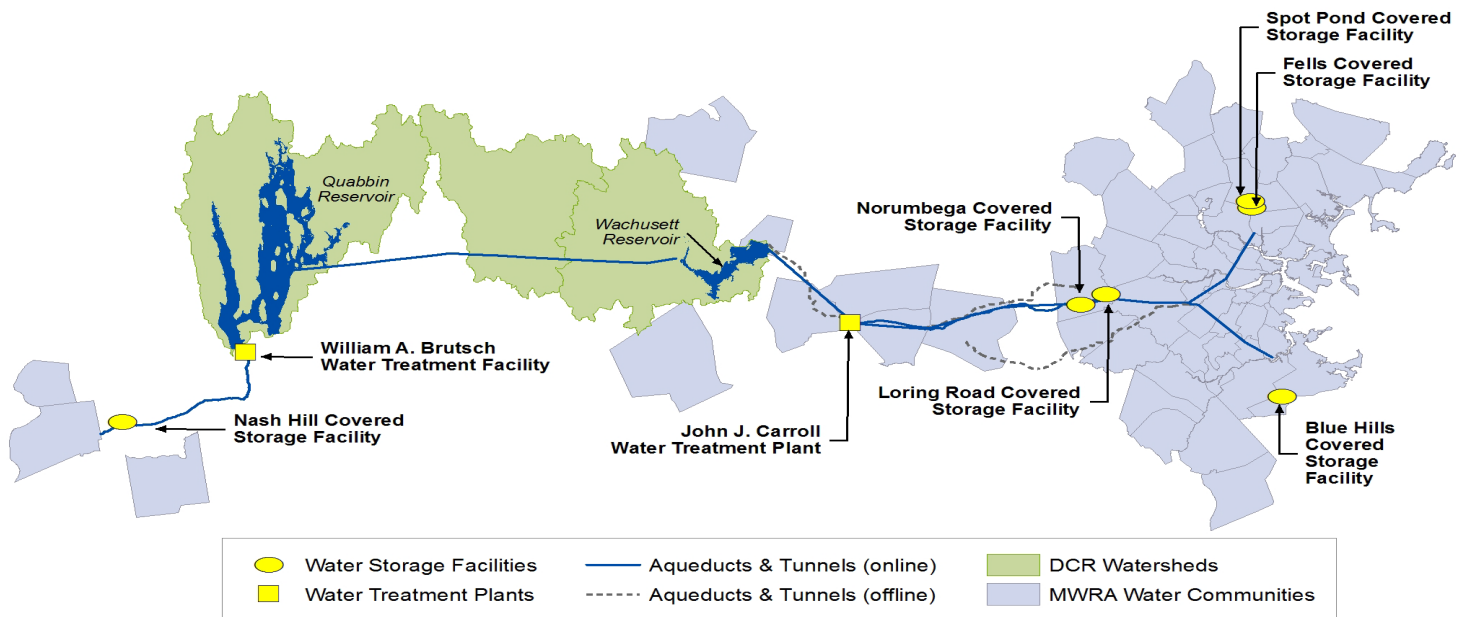 Spot Pond Covered
Storage Facility
Fells Covered
Storage Facility
Quabbin
Reservoir
Wachusett
Reservoir
Norumbega Covered
Storage Facility
William A. Brutsch
Water Treatment Facility
Nash Hill Covered
Storage Facility
John J. Carroll
Water Treatment Plant
Loring Road Covered
Storage Facility
Blue Hills
Covered
Storage
Facility
Water Storage Facilities
Aqueducts & Tunnels (online)
DCR Watersheds
Water Treatment Plants
Aqueducts & Tunnels (offline)
MWRA Water Communities